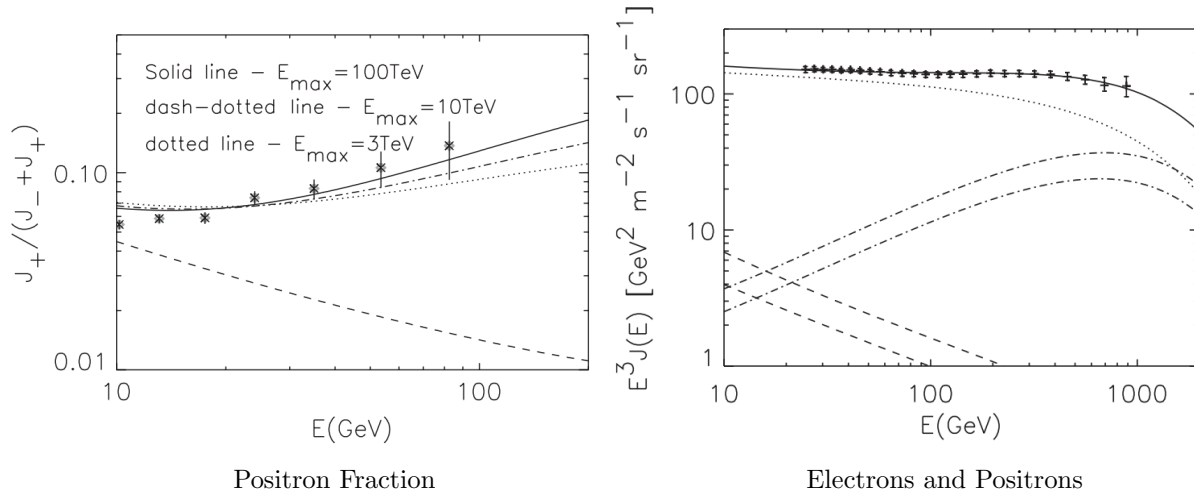 Solid line – E_max=100TeV
dash–dotted line – E_max=10TeV
dotted line – E_max=3TeV
J_+/(J_−+J_+)
0.10
0.01
10
100
E(GeV)
Positron Fraction
E^3J(E) [GeV^2 m^−2 s^−1 sr^−1]
100
10
1
10
100
1000
E(GeV)
Electrons and Positrons